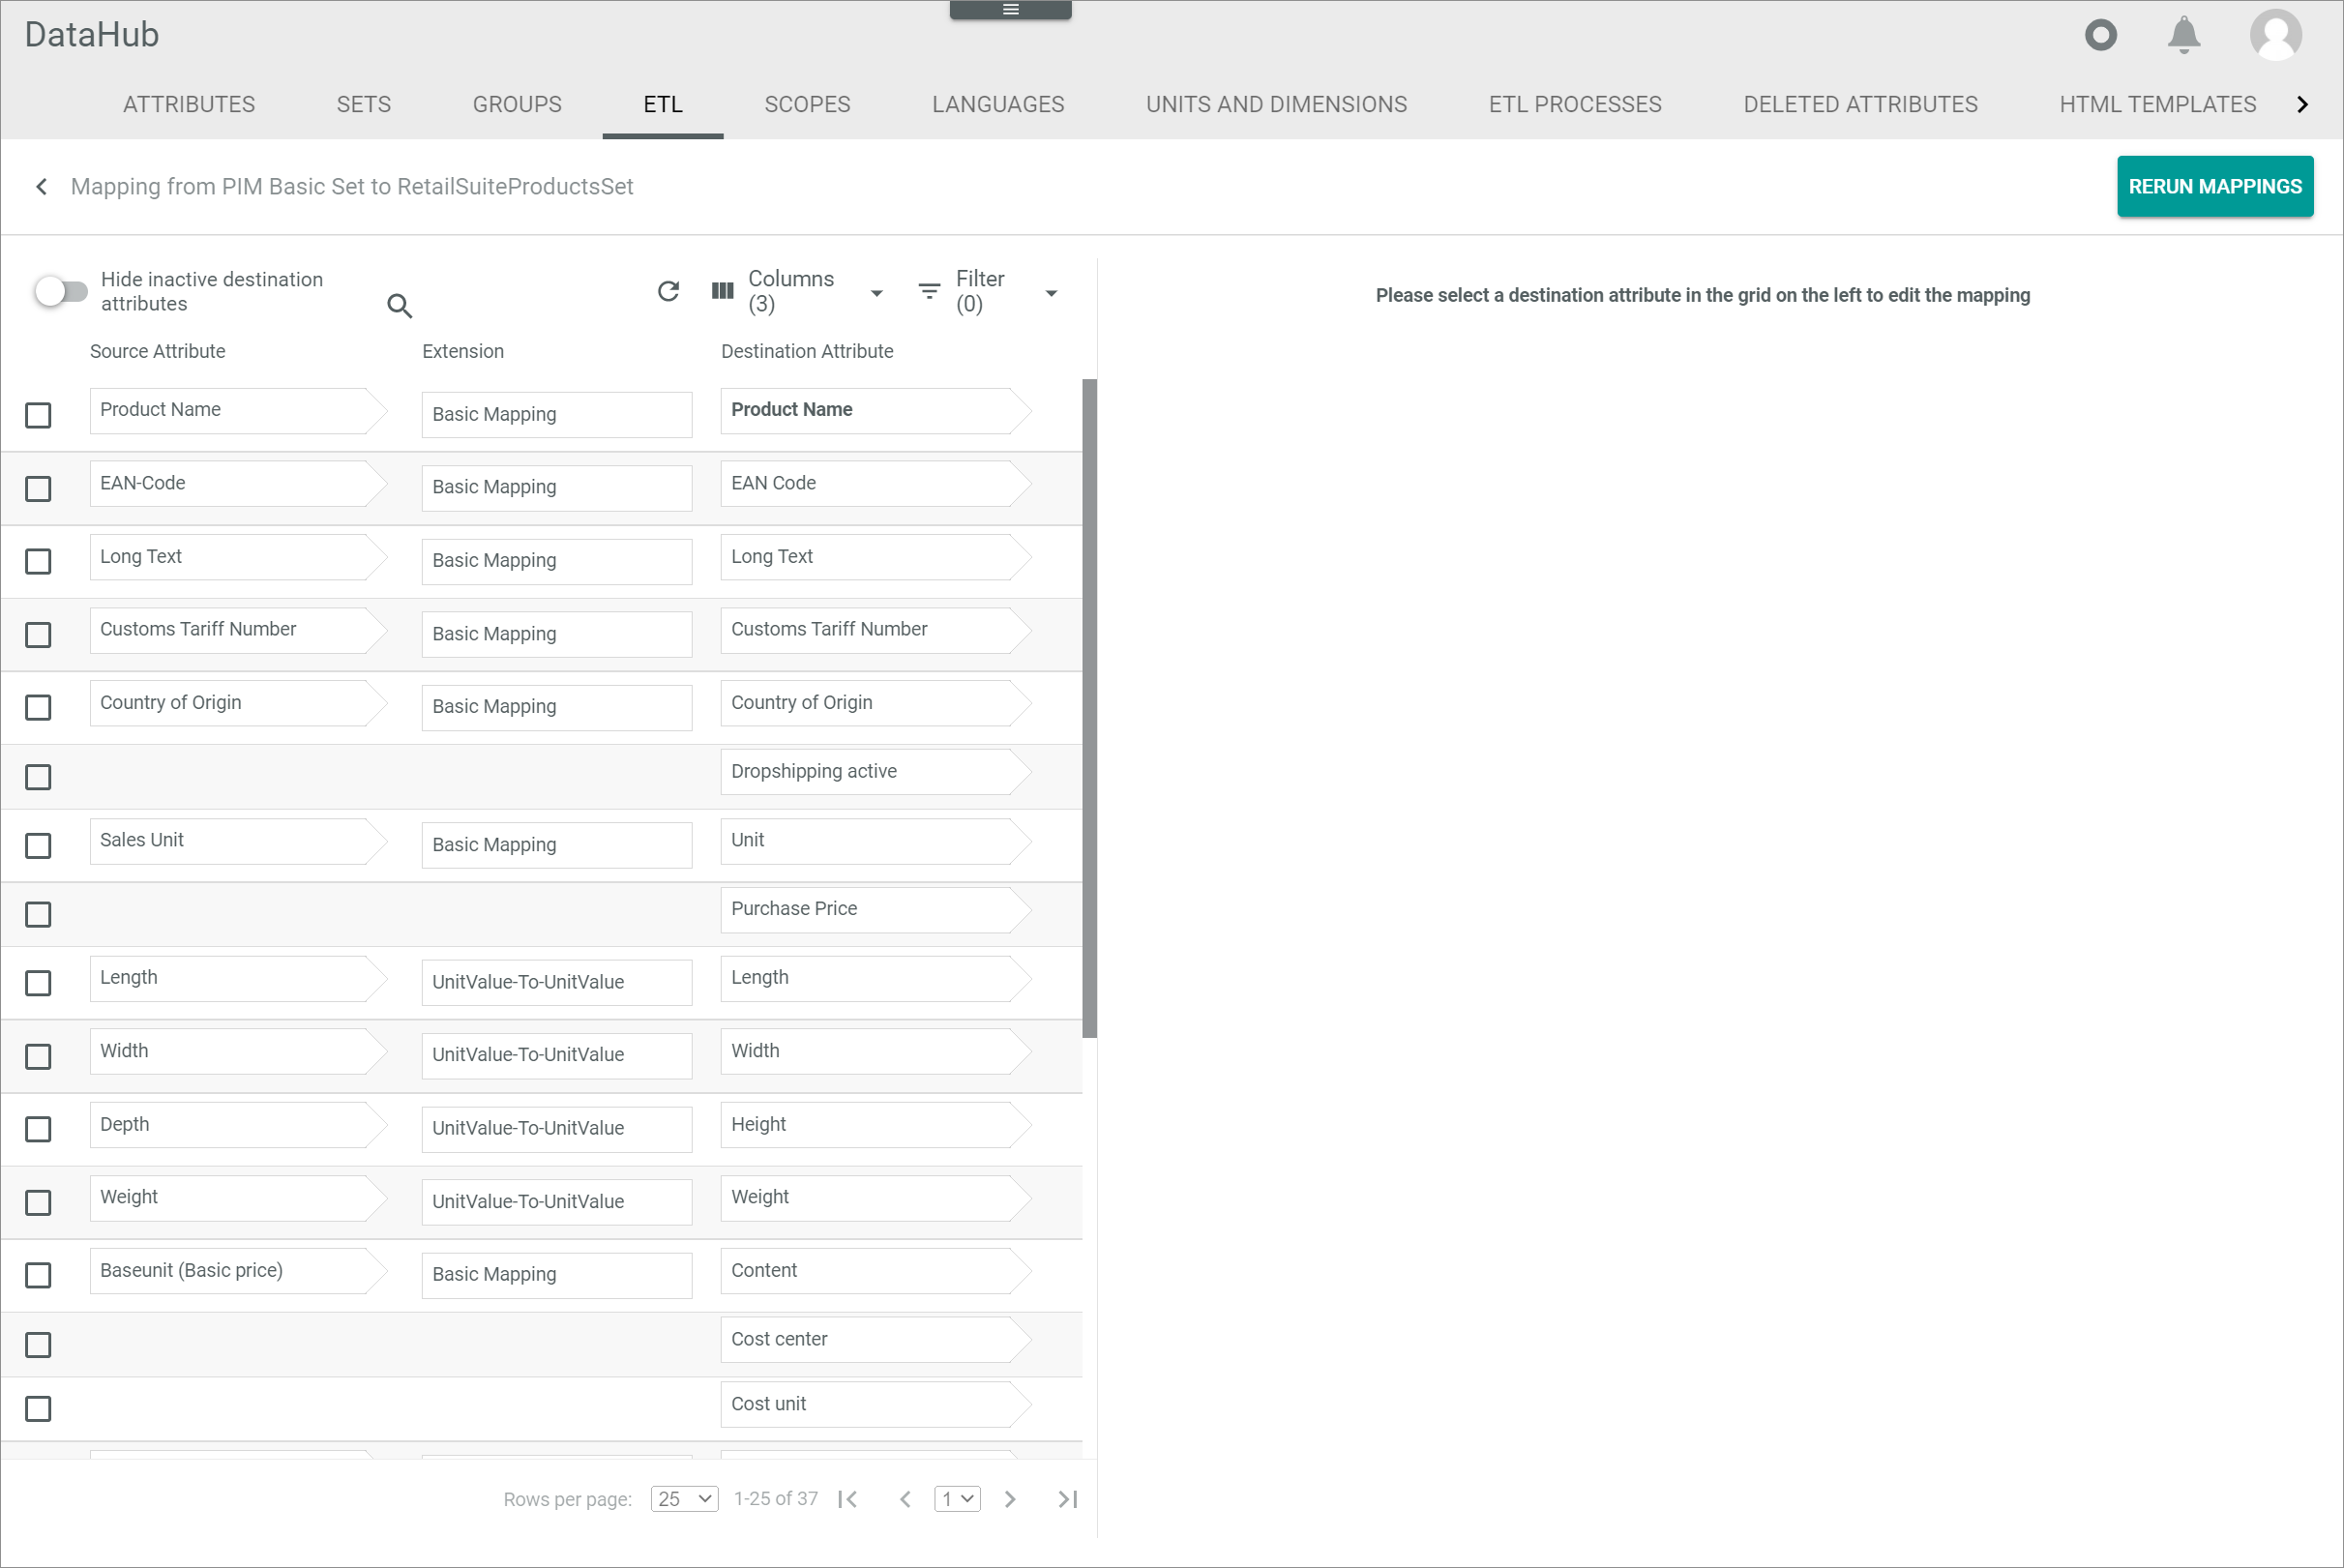 DataHub
ATTRIBUTES SETS GROUPS ETL SCOPES LANGUAGES UNITS AND DIMENSIONS ETL PROCESSES DELETED ATTRIBUTES HTML TEMPLATES
Mapping from PIM Basic Set to RetailSuiteProductsSet
RERUN MAPPINGS
Hide inactive destination
attributes
Columns
(3)
Filter
(0)
Please select a destination attribute in the grid on the left to edit the mapping
Source Attribute Extension Destination Attribute
Product Name Basic Mapping Product Name
EAN-Code Basic Mapping EAN Code
Long Text Basic Mapping Long Text
Customs Tariff Number Basic Mapping Customs Tariff Number
Country of Origin Basic Mapping Country of Origin
Dropshipping active
Sales Unit Basic Mapping Unit
Purchase Price
Length UnitValue-To-UnitValue Length
Width UnitValue-To-UnitValue Width
Depth UnitValue-To-UnitValue Height
Weight UnitValue-To-UnitValue Weight
Baseunit (Basic price) Basic Mapping Content
Cost center
Cost unit
Rows per page: 25 1-25 of 37 1